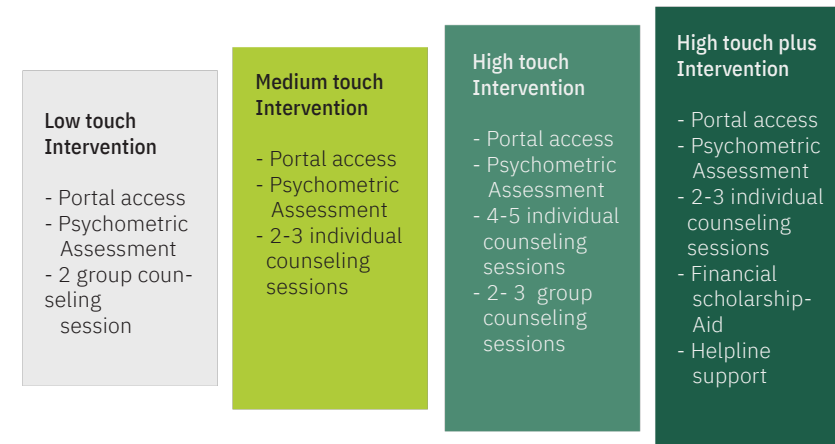 Low touch
Intervention
- Portal access
- Psychometric
Assessment
- 2 group coun-
seling
session
Medium touch
Intervention
- Portal access
- Psychometric
Assessment
- 2-3 individual
counseling
sessions
High touch
Intervention
- Portal access
- Psychometric
Assessment
- 4-5 individual
counseling
sessions
- 2- 3 group
counseling
sessions
High touch plus
Intervention
- Portal access
- Psychometric
Assessment
- 2-3 individual
counseling
sessions
- Financial
scholarship-
Aid
- Helpline
support